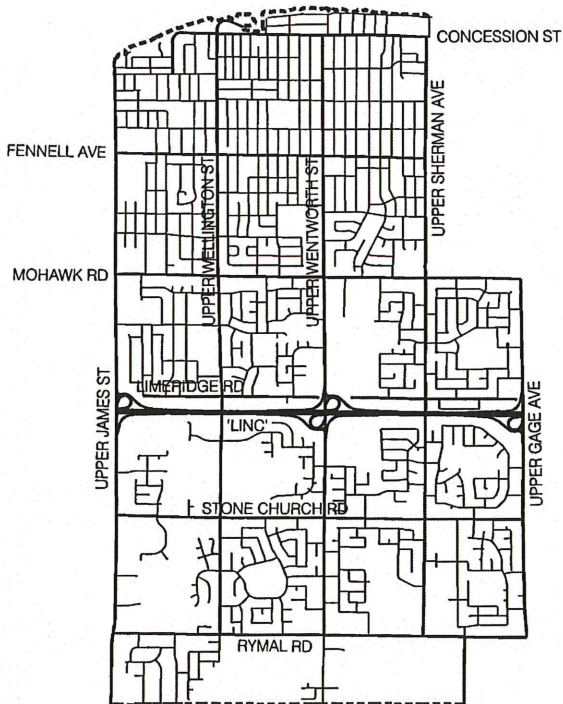 CONCESSION ST
UPPER SHERMAN AVE
FENNELL AVE
UPPER WELLINGTON ST
UPPER WENTWORTH ST
MOHAWK RD
LIMERIDGE RD
'LINC'
UPPER JAMES ST
UPPER GAGE AVE
STONE CHURCH RD
RYMAL RD